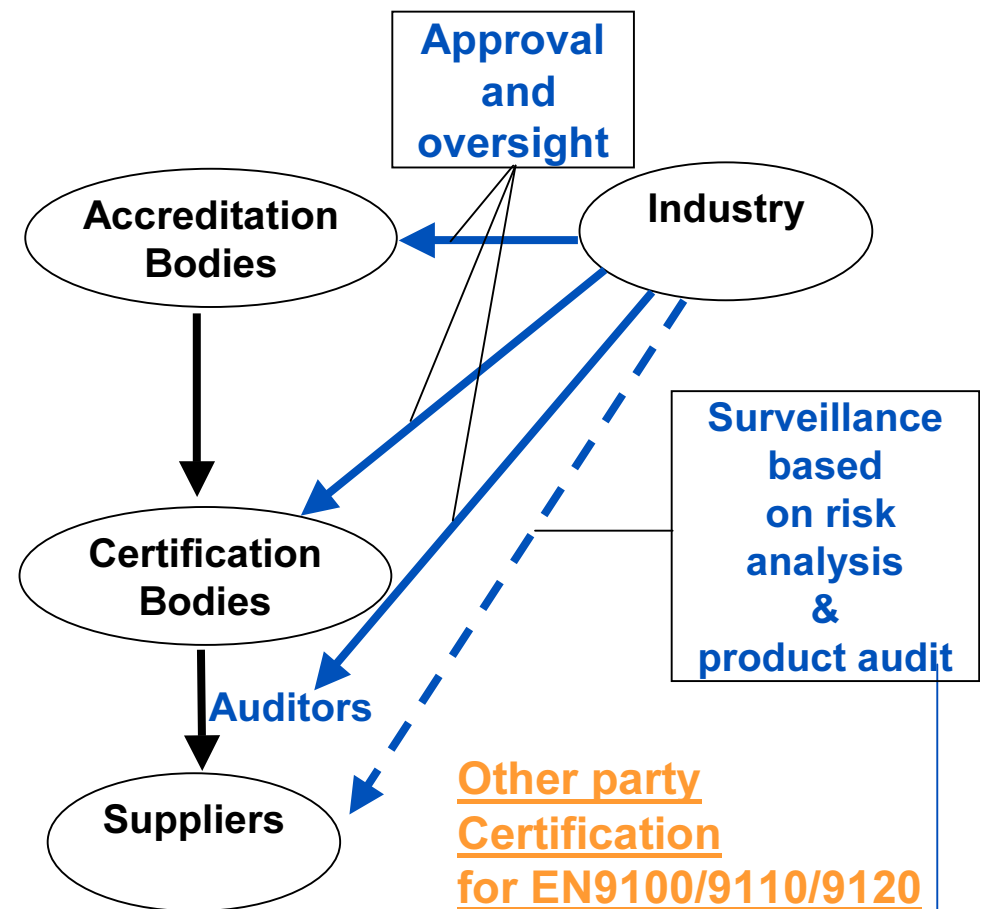 Approval
and
oversight
Accreditation
Bodies
Industry
Surveillance
based
on risk
analysis
&
product audit
Certification
Bodies
Auditors
Suppliers
Other party
Certification
for EN9100/9110/9120